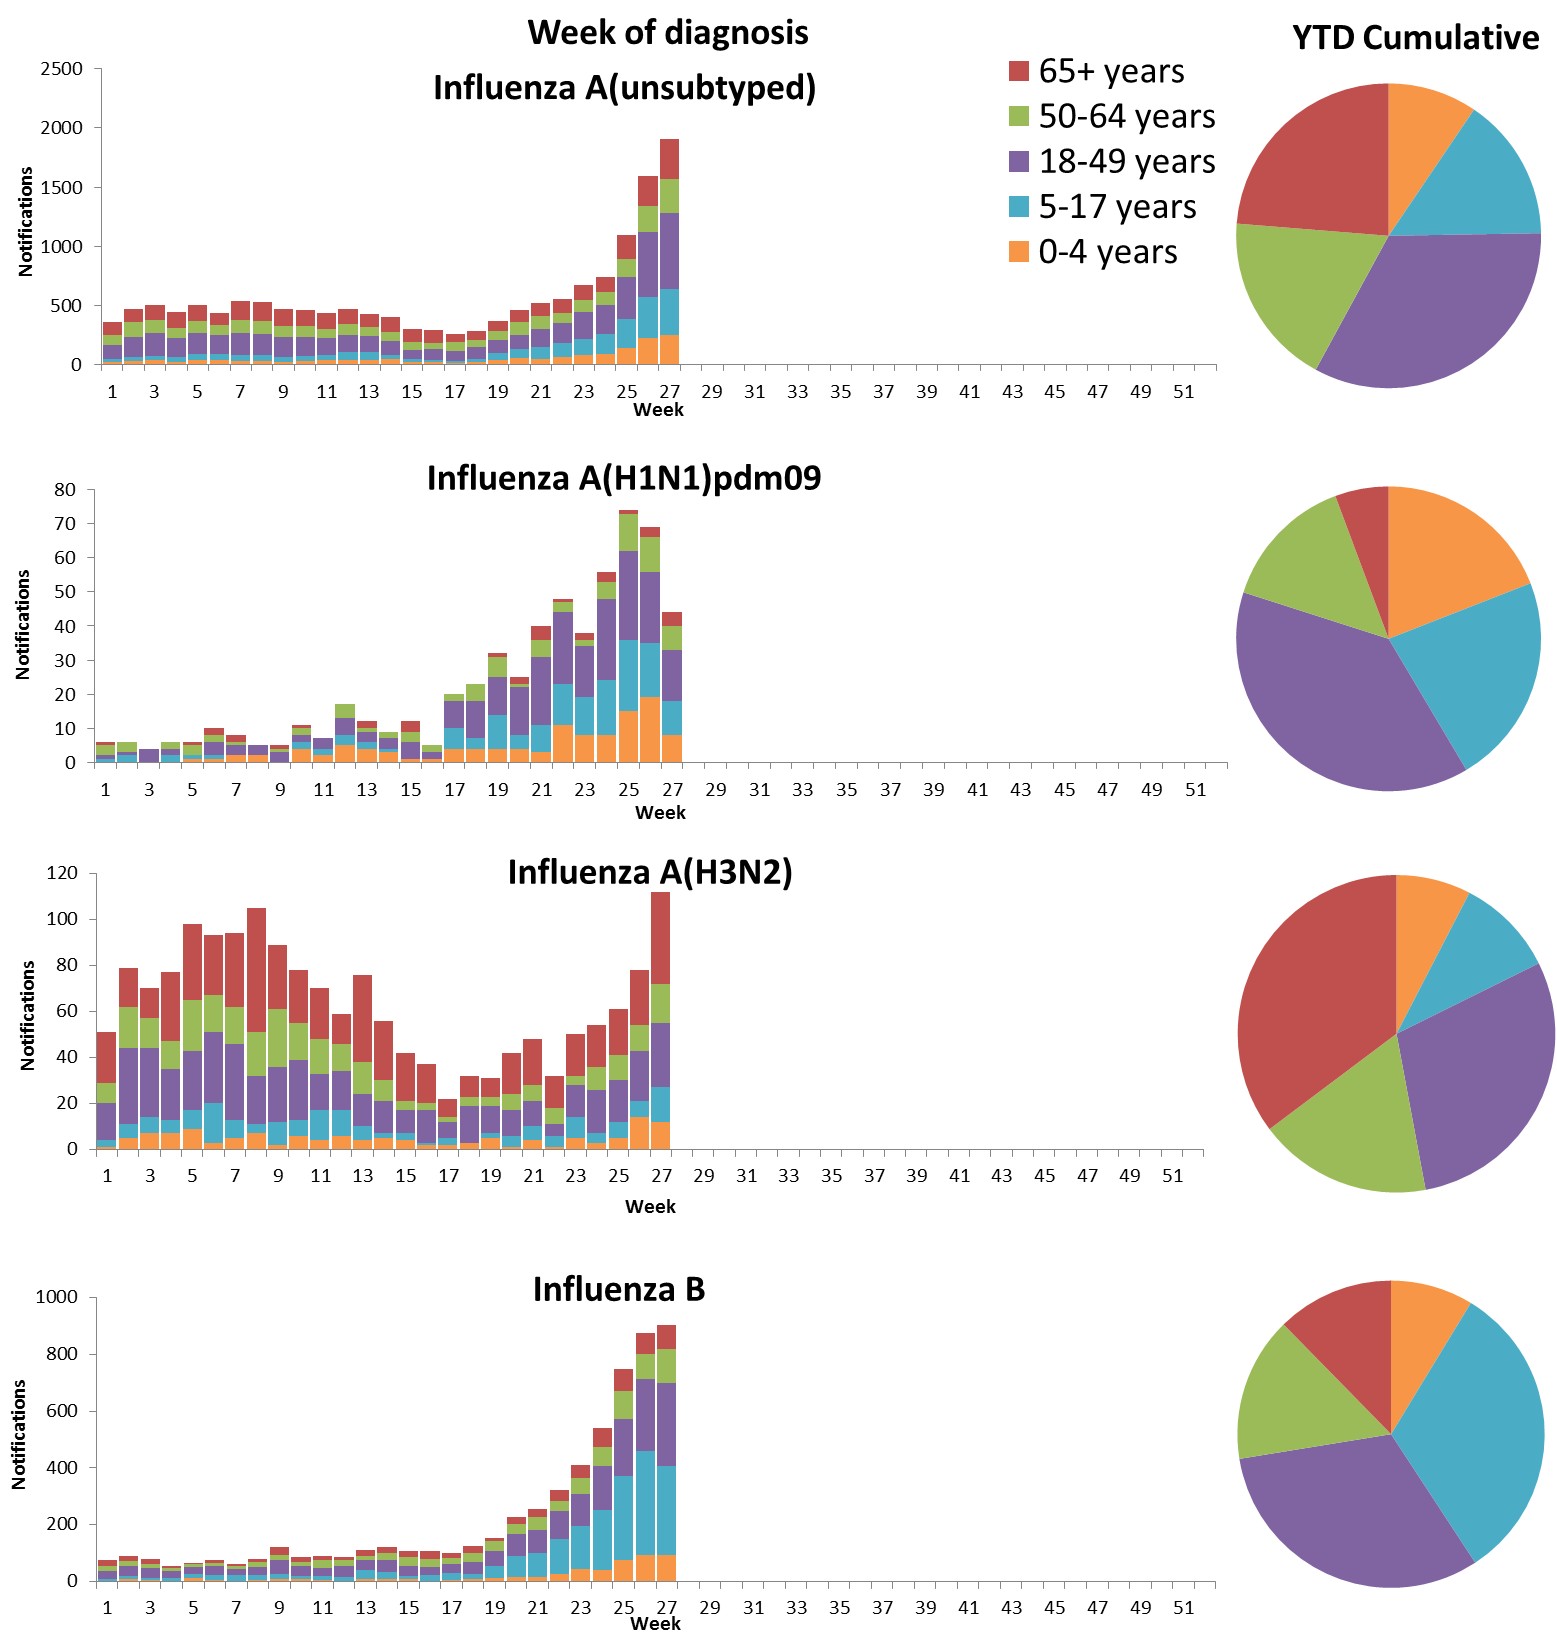 Week of diagnosis
YTD Cumulative
Influenza A(unsubtyped)
65+ years
50-64 years
18-49 years
5-17 years
0-4 years
Notifications
2500
2000
1500
1000
500
0
1 3 5 7 9 11 13 15 17 19 21 23 25 27 29 31 33 35 37 39 41 43 45 47 49 51
Week
Influenza A(H1N1)pdm09
Notifications
80
70
60
50
40
30
20
10
0
1 3 5 7 9 11 13 15 17 19 21 23 25 27 29 31 33 35 37 39 41 43 45 47 49 51
Week
Influenza A(H3N2)
Notifications
120
100
80
60
40
20
0
1 3 5 7 9 11 13 15 17 19 21 23 25 27 29 31 33 35 37 39 41 43 45 47 49 51
Week
Influenza B
Notifications
1000
800
600
400
200
0
1 3 5 7 9 11 13 15 17 19 21 23 25 27 29 31 33 35 37 39 41 43 45 47 49 51
Week